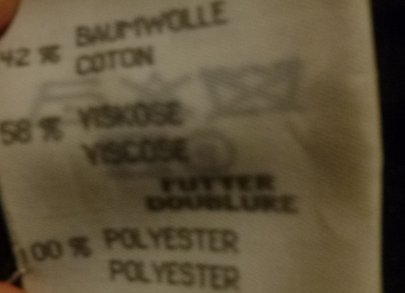 42 % BAUMWOLLE
COTON
58 % VISKOSE
VISCOSE
FUTTER
DOUBLURE
100 % POLYESTER
POLYESTER